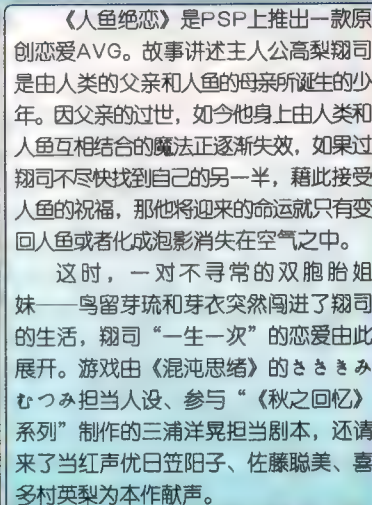 《人鱼绝恋》是PSP上推出一款原
创恋爱AVG。故事讲述主人公高梨翔司
是由人类的父亲和人鱼的母亲所诞生的少
年。因父亲的过世，如今他身上由人类和
人鱼互相结合的魔法正逐渐失效，如果过
翔司不尽快找到自己的另一半，藉此接受
人鱼的祝福，那他将迎来的命运就只有变
回人鱼或者化成泡影消失在空气之中。
这时，一对不寻常的双胞胎姐
妹——鸟留芽琉和芽衣突然闯进了翔司
的生活，翔司“一生一次”的恋爱由此
展开。游戏由《混沌思绪》的ささきみ
むつみ担当人设、参与“《秋之回忆》
系列”制作的三浦洋晃担当剧本，还请
来了当红声优日笠阳子、佐藤聪美、喜
多村英梨为本作献声。